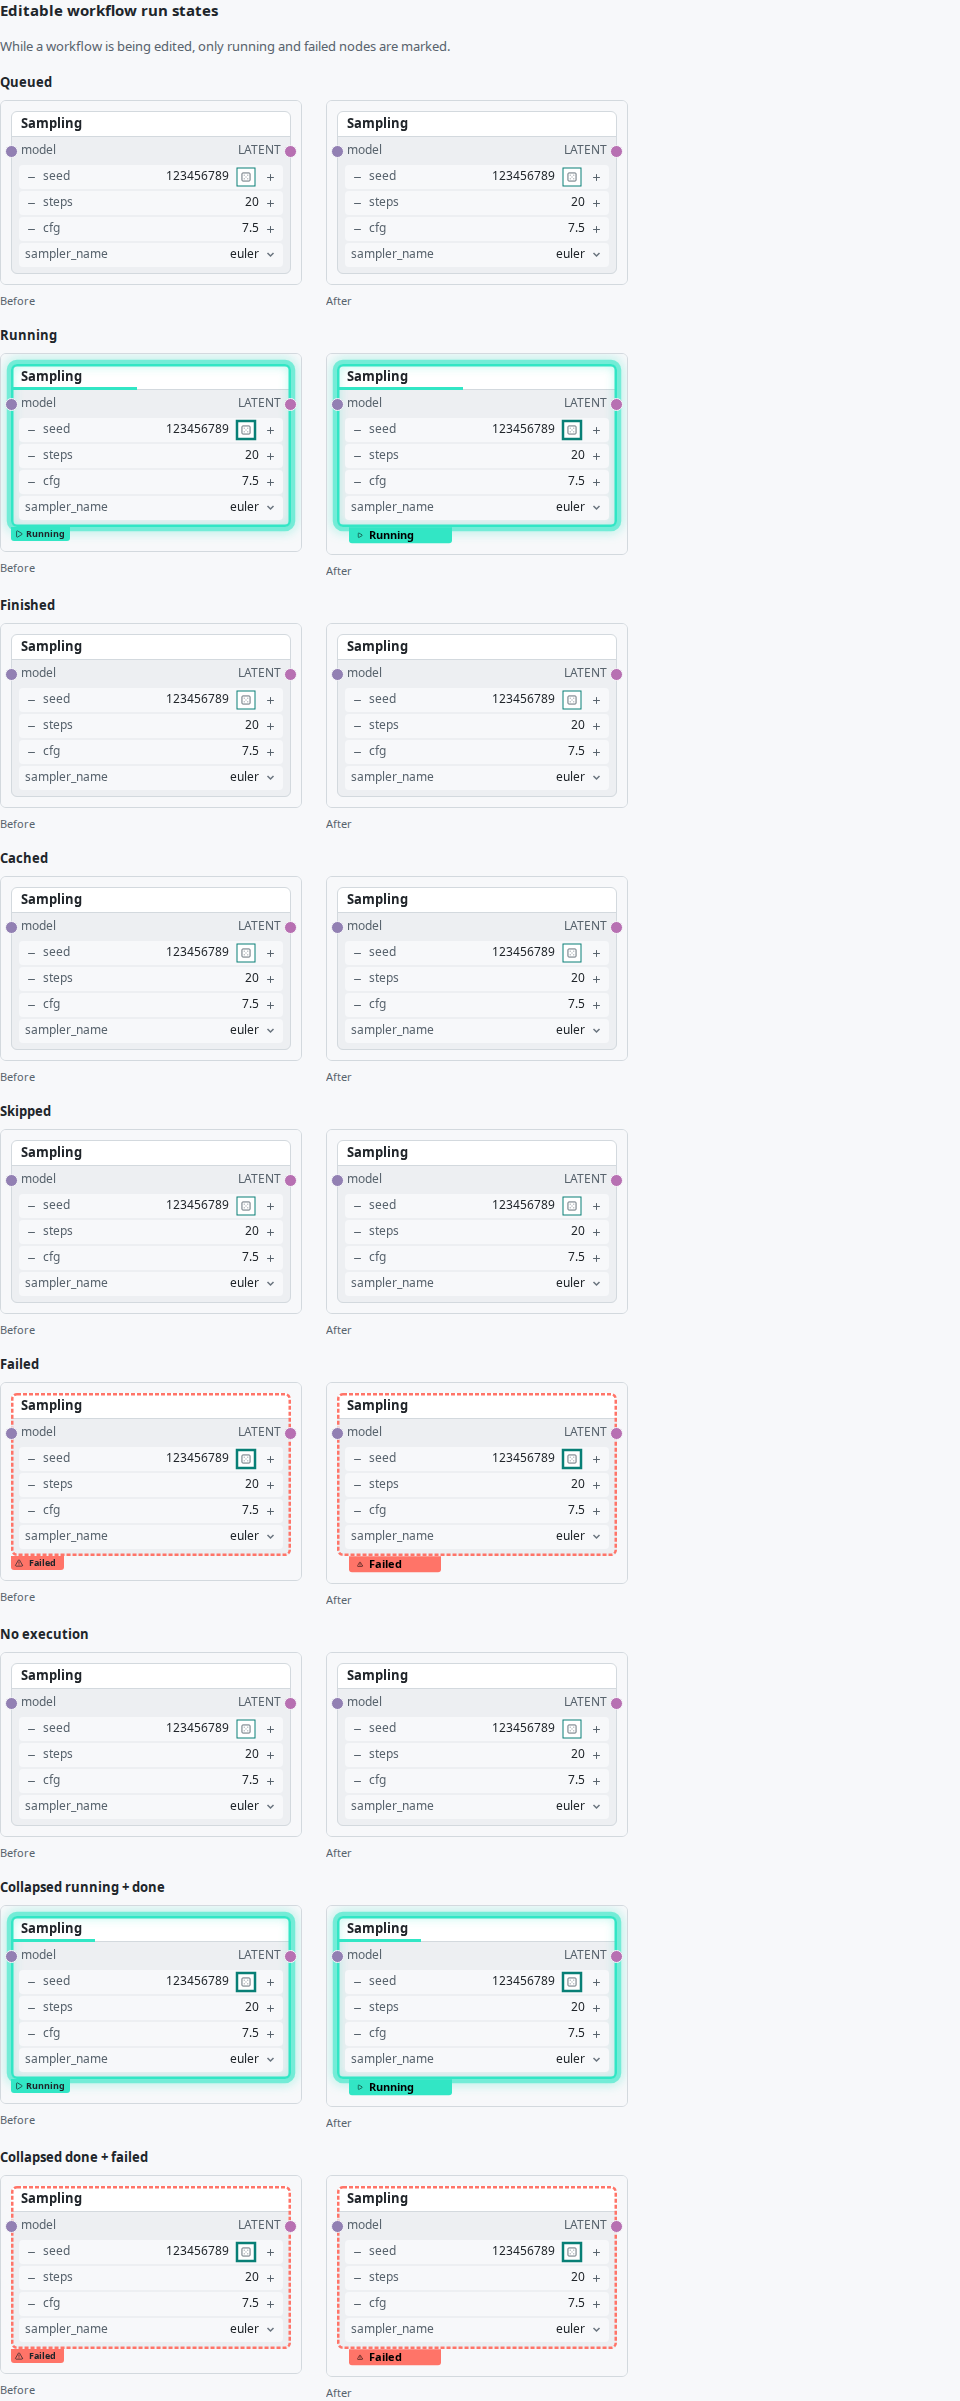 Editable workflow run states
While a workflow is being edited, only running and failed nodes are marked.
Queued
Sampling
model LATENT
– seed 123456789 +
– steps 20 +
– cfg 7.5 +
sampler_name euler
Before
Sampling
model LATENT
– seed 123456789 +
– steps 20 +
– cfg 7.5 +
sampler_name euler
After
Running
Sampling
model LATENT
– seed 123456789 +
– steps 20 +
– cfg 7.5 +
sampler_name euler
Running
Before
Sampling
model LATENT
– seed 123456789 +
– steps 20 +
– cfg 7.5 +
sampler_name euler
Running
After
Finished
Sampling
model LATENT
– seed 123456789 +
– steps 20 +
– cfg 7.5 +
sampler_name euler
Before
Sampling
model LATENT
– seed 123456789 +
– steps 20 +
– cfg 7.5 +
sampler_name euler
After
Cached
Sampling
model LATENT
– seed 123456789 +
– steps 20 +
– cfg 7.5 +
sampler_name euler
Before
Sampling
model LATENT
– seed 123456789 +
– steps 20 +
– cfg 7.5 +
sampler_name euler
After
Skipped
Sampling
model LATENT
– seed 123456789 +
– steps 20 +
– cfg 7.5 +
sampler_name euler
Before
Sampling
model LATENT
– seed 123456789 +
– steps 20 +
– cfg 7.5 +
sampler_name euler
After
Failed
Sampling
model LATENT
– seed 123456789 +
– steps 20 +
– cfg 7.5 +
sampler_name euler
Failed
Before
Sampling
model LATENT
– seed 123456789 +
– steps 20 +
– cfg 7.5 +
sampler_name euler
Failed
After
No execution
Sampling
model LATENT
– seed 123456789 +
– steps 20 +
– cfg 7.5 +
sampler_name euler
Before
Sampling
model LATENT
– seed 123456789 +
– steps 20 +
– cfg 7.5 +
sampler_name euler
After
Collapsed running + done
Sampling
model LATENT
– seed 123456789 +
– steps 20 +
– cfg 7.5 +
sampler_name euler
Running
Before
Sampling
model LATENT
– seed 123456789 +
– steps 20 +
– cfg 7.5 +
sampler_name euler
Running
After
Collapsed done + failed
Sampling
model LATENT
– seed 123456789 +
– steps 20 +
– cfg 7.5 +
sampler_name euler
Failed
Before
Sampling
model LATENT
– seed 123456789 +
– steps 20 +
– cfg 7.5 +
sampler_name euler
Failed
After